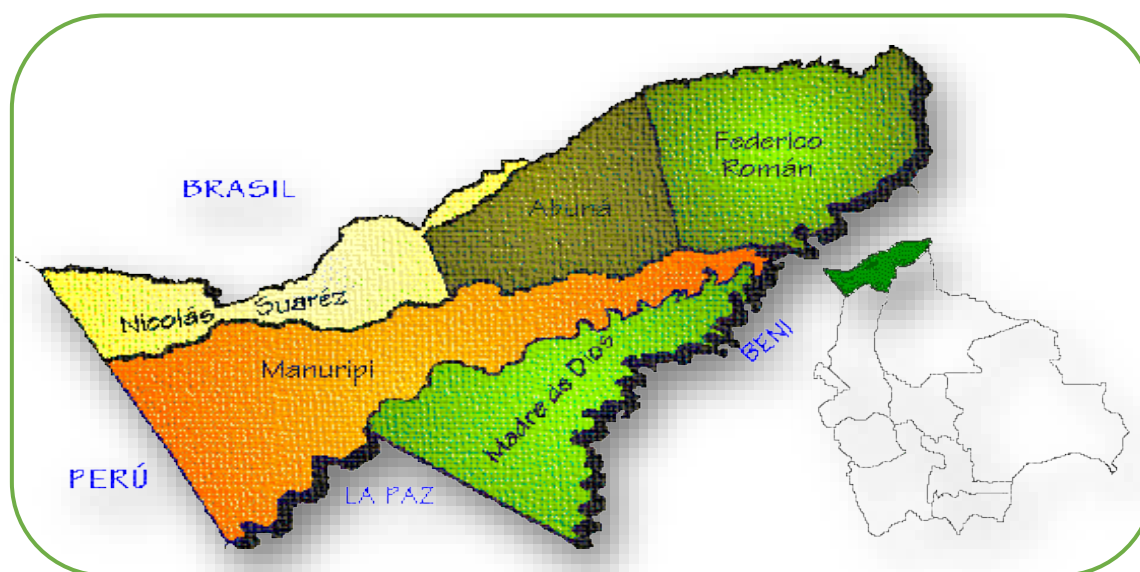 BRASIL
Federico
Román
Abuná
Nicolás Suaréz
Manuripi
Madre de Dios
BENI
PERÚ
LA PAZ